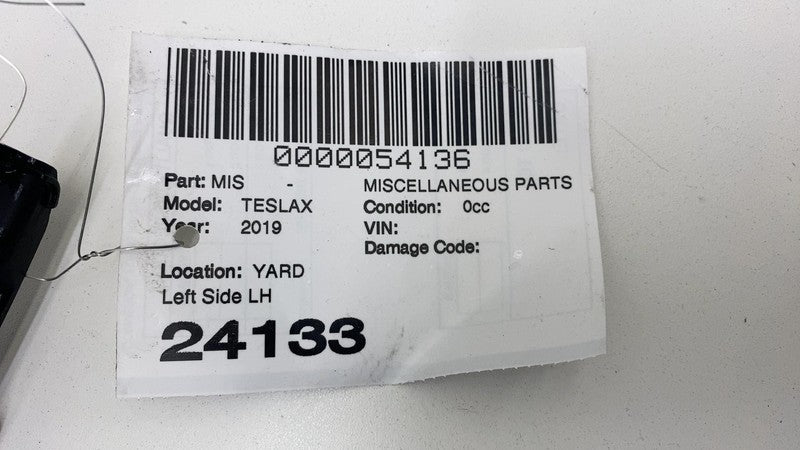 0000054136
Part: MIS - MISCELLANEOUS PARTS
Model: TESLAX Condition: 0cc
Year: 2019 VIN:
Damage Code:
Location: YARD
Left Side LH
24133